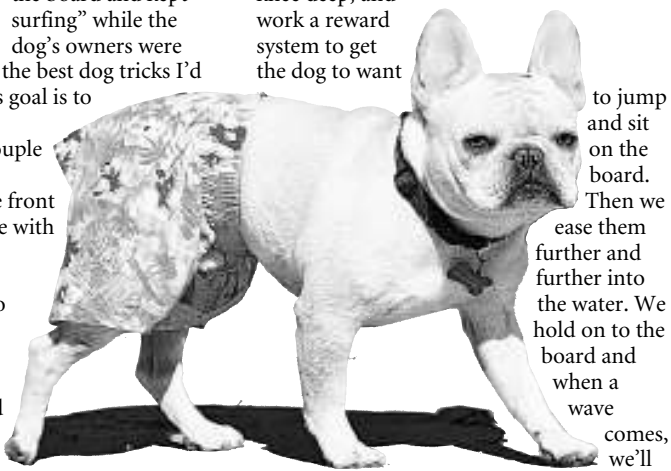 the board and kept
surfing” while the
dog’s owners were
the best dog tricks I’d
s goal is to
ouple
e front
e with
o
d
knee deep, and
work a reward
system to get
the dog to want
to jump
and sit
on the
board.
Then we
ease them
further and
further into
the water. We
hold on to the
board and
when a
wave
comes,
we’ll